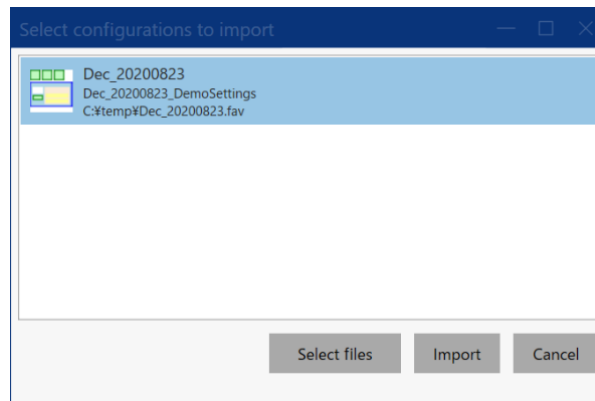 Select configurations to import
Dec_20200823
Dec_20200823_DemoSettings
C:¥temp¥Dec_20200823.fav
Select files
Import
Cancel